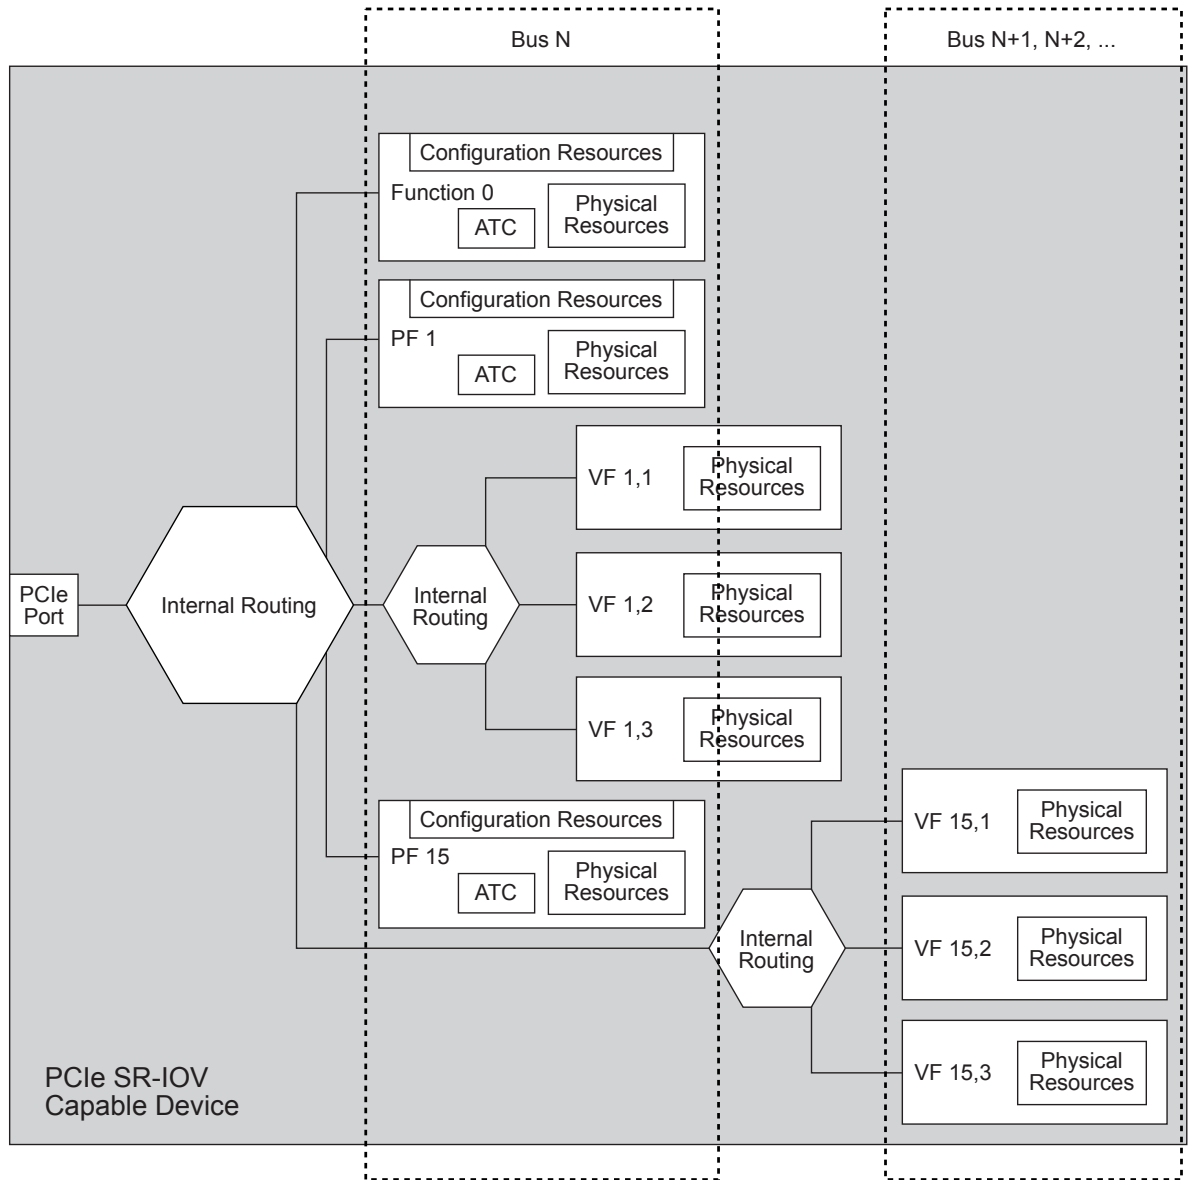 Bus N
Bus N+1, N+2, ...
Configuration Resources
Function 0
ATC
Physical
Resources
Configuration Resources
PF 1
ATC
Physical
Resources
VF 1,1
Physical
Resources
PCIe
Port
Internal Routing
Internal
Routing
VF 1,2
Physical
Resources
VF 1,3
Physical
Resources
Configuration Resources
PF 15
ATC
Physical
Resources
VF 15,1
Physical
Resources
Internal
Routing
VF 15,2
Physical
Resources
VF 15,3
Physical
Resources
PCIe SR-IOV
Capable Device